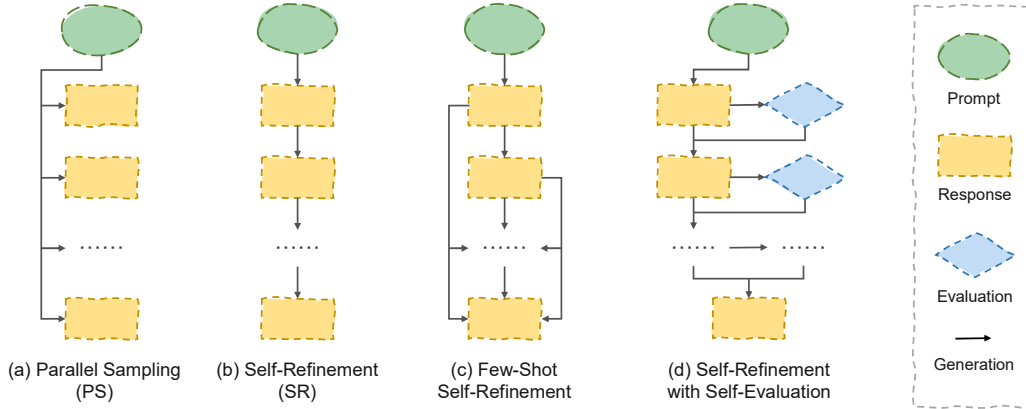 ......
......
......
......
......
(a) Parallel Sampling
(PS)
(b) Self-Refinement
(SR)
(c) Few-Shot
Self-Refinement
(d) Self-Refinement
with Self-Evaluation
Prompt
Response
Evaluation
Generation